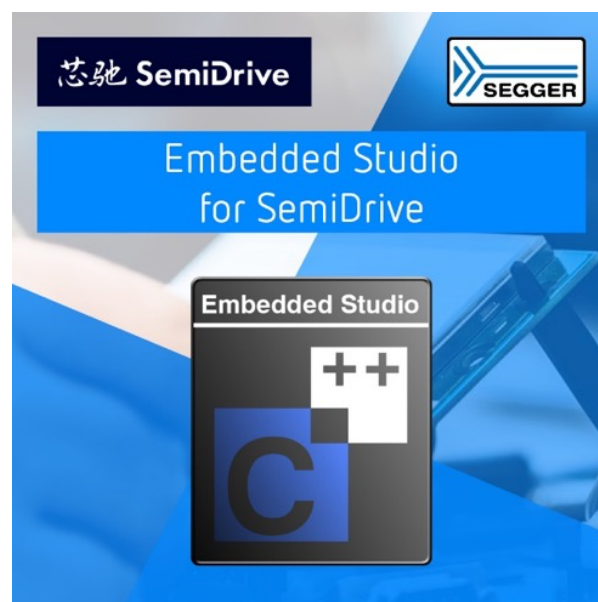 芯驰 SemiDrive
SEGGER
Embedded Studio
for SemiDrive
Embedded Studio
++
C